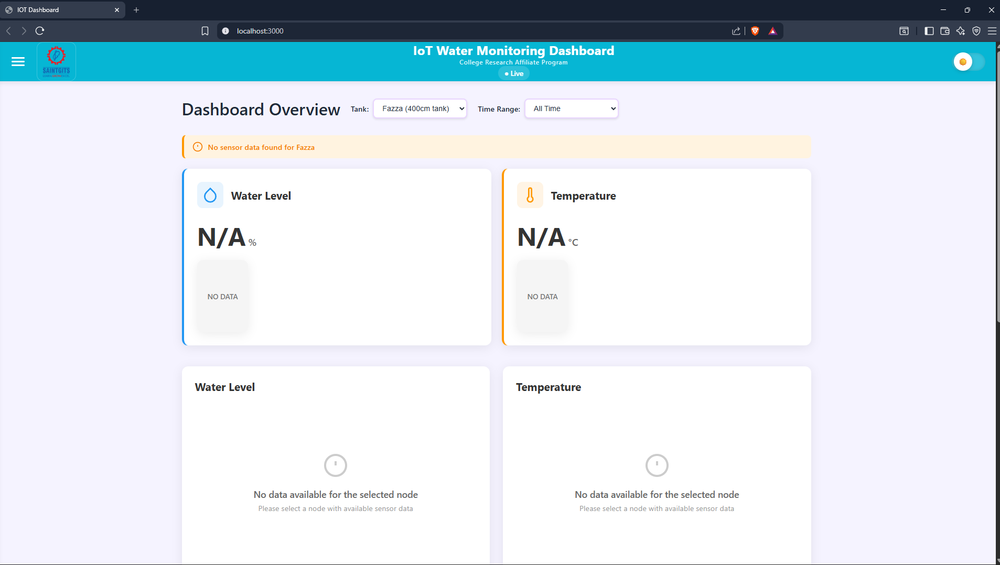 IOT Dashboard
localhost:3000
SAINTGITS
LEARN.GROW.EXCEL
IoT Water Monitoring Dashboard
College Research Affiliate Program
● Live
Dashboard Overview
Tank:
Fazza (400cm tank)
Time Range:
All Time
No sensor data found for Fazza
Water Level
N/A %
NO DATA
Temperature
N/A °C
NO DATA
Water Level
No data available for the selected node
Please select a node with available sensor data
Temperature
No data available for the selected node
Please select a node with available sensor data